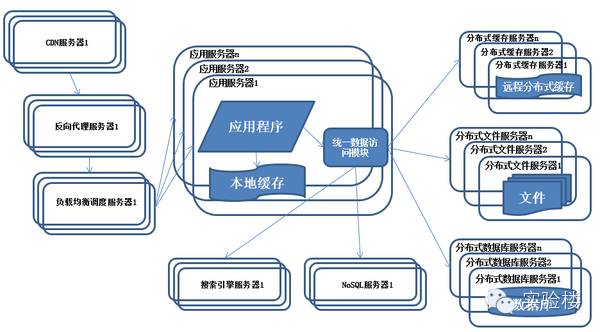 CDN服务器1
反向代理服务器1
负载均衡调度服务器1
应用服务器n
应用服务器2
应用服务器1
应用程序
统一数据访
问模块
本地缓存
搜索引擎服务器1
NoSQL服务器1
分布式缓存服务器n
分布式缓存服务器2
分布式缓存服务器1
远程分布式缓存
分布式文件服务器n
分布式文件服务器2
分布式文件服务器1
文件
分布式数据库服务器n
分布式数据库服务器2
分布式数据库服务器1
数据库
实验楼